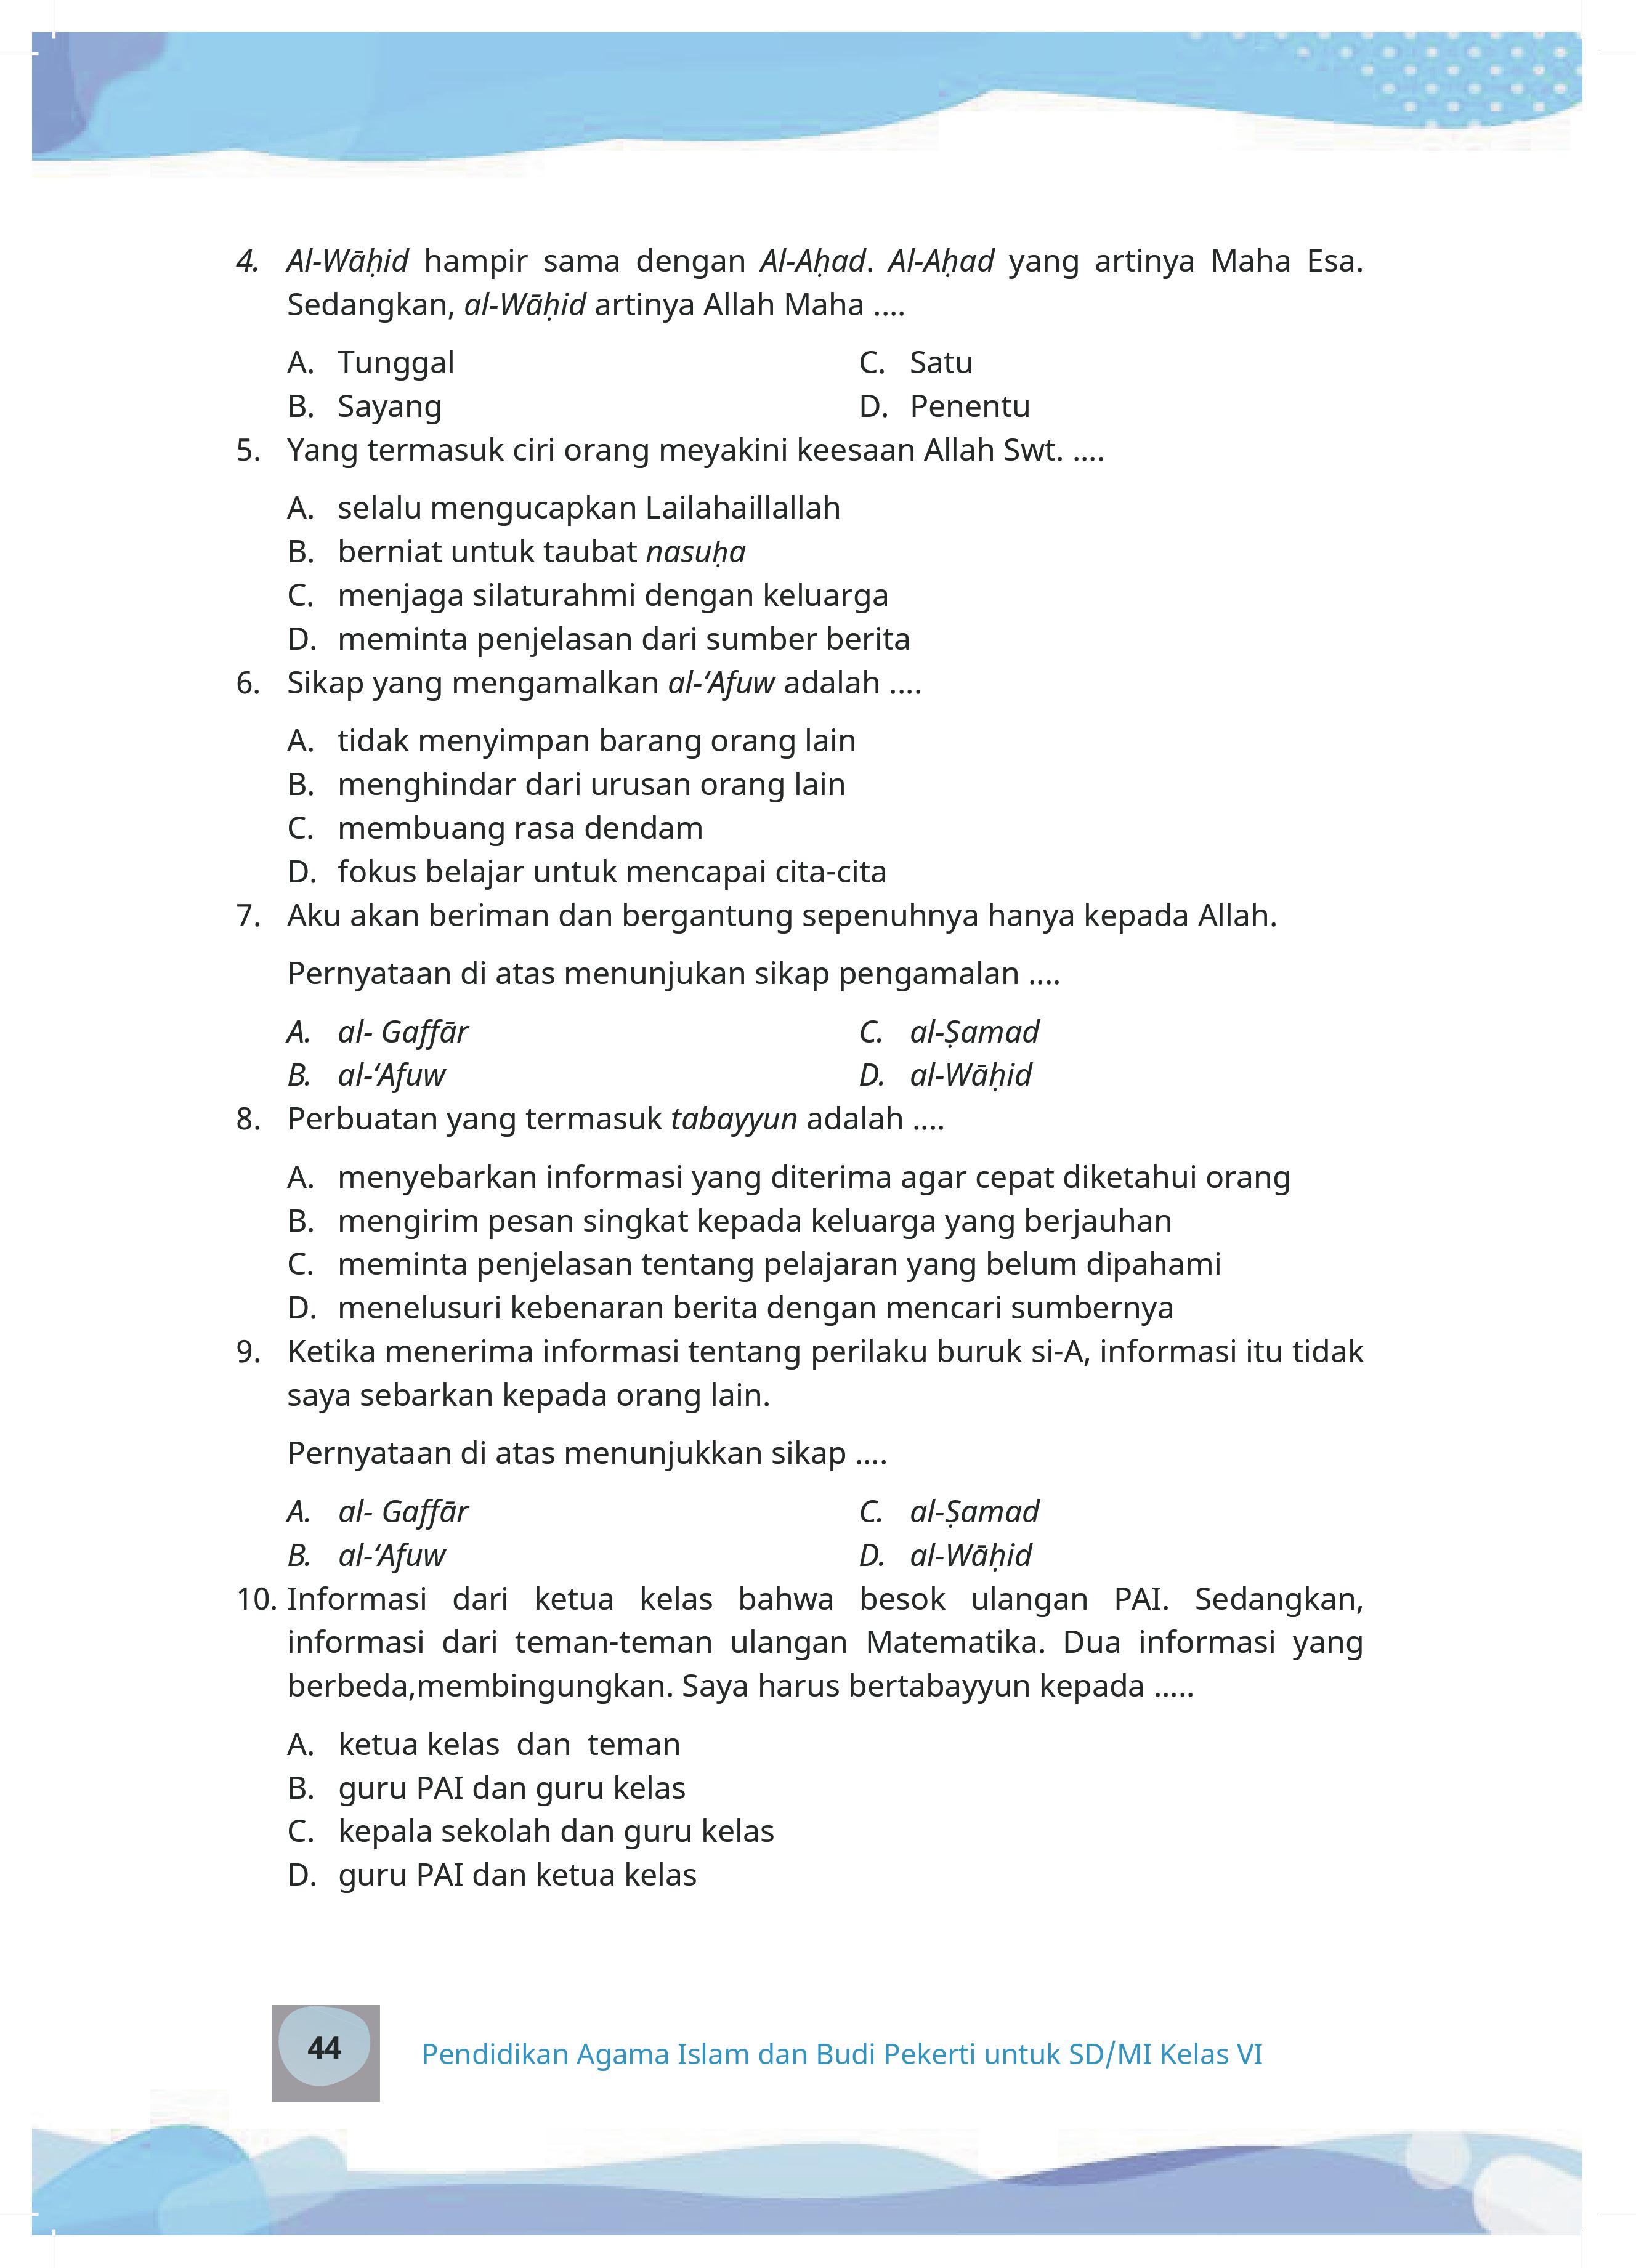 4. Al-Wāḥid hampir sama dengan Al-Aḥad. Al-Aḥad yang artinya Maha Esa.
Sedangkan, al-Wāḥid artinya Allah Maha ....
A. Tunggal C. Satu
B. Sayang D. Penentu
5. Yang termasuk ciri orang meyakini keesaan Allah Swt. ....
A. selalu mengucapkan Lailahaillallah
B. berniat untuk taubat nasuḥa
C. menjaga silaturahmi dengan keluarga
D. meminta penjelasan dari sumber berita
6. Sikap yang mengamalkan al-‘Afuw adalah ....
A. tidak menyimpan barang orang lain
B. menghindar dari urusan orang lain
C. membuang rasa dendam
D. fokus belajar untuk mencapai cita-cita
7. Aku akan beriman dan bergantung sepenuhnya hanya kepada Allah.
Pernyataan di atas menunjukan sikap pengamalan ....
A. al- Gaffār C. al-Ṣamad
B. al-‘Afuw D. al-Wāḥid
8. Perbuatan yang termasuk tabayyun adalah ....
A. menyebarkan informasi yang diterima agar cepat diketahui orang
B. mengirim pesan singkat kepada keluarga yang berjauhan
C. meminta penjelasan tentang pelajaran yang belum dipahami
D. menelusuri kebenaran berita dengan mencari sumbernya
9. Ketika menerima informasi tentang perilaku buruk si-A, informasi itu tidak
saya sebarkan kepada orang lain.
Pernyataan di atas menunjukkan sikap ....
A. al- Gaffār C. al-Ṣamad
B. al-‘Afuw D. al-Wāḥid
10. Informasi dari ketua kelas bahwa besok ulangan PAI. Sedangkan,
informasi dari teman-teman ulangan Matematika. Dua informasi yang
berbeda,membingungkan. Saya harus bertabayyun kepada .....
A. ketua kelas dan teman
B. guru PAI dan guru kelas
C. kepala sekolah dan guru kelas
D. guru PAI dan ketua kelas
44 Pendidikan Agama Islam dan Budi Pekerti untuk SD/MI Kelas VI